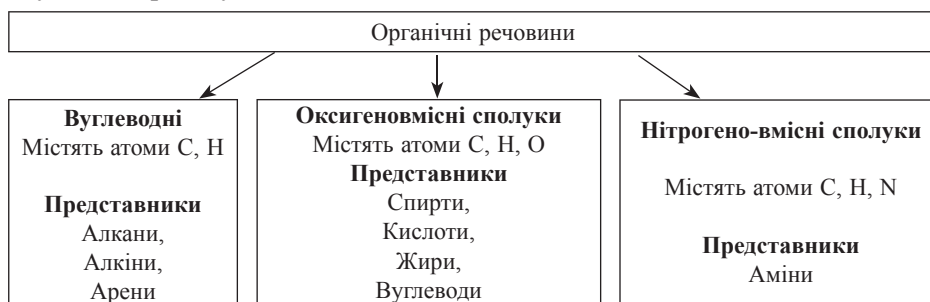 Органічні речовини
Вуглеводні
Містять атоми C, H
Представники
Алкани,
Алкіни,
Арени
Оксигеновмісні сполуки
Містять атоми C, H, O
Представники
Спирти,
Кислоти,
Жири,
Вуглеводи
Нітрогено-вмісні сполуки
Містять атоми C, H, N
Представники
Аміни